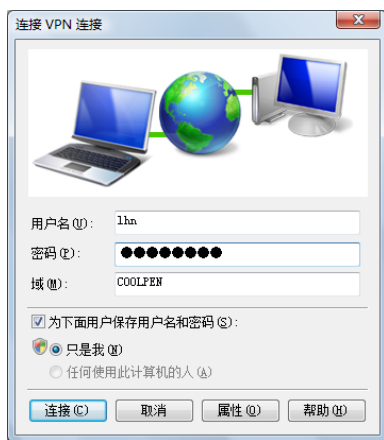 连接 VPN 连接
用户名(U):
lhn
密码(P):
●●●●●●●●
域(M):
COOLPEN
为下面用户保存用户名和密码(S):
只是我(N)
任何使用此计算机的人(A)
连接(C) 取消 属性(O) 帮助(H)